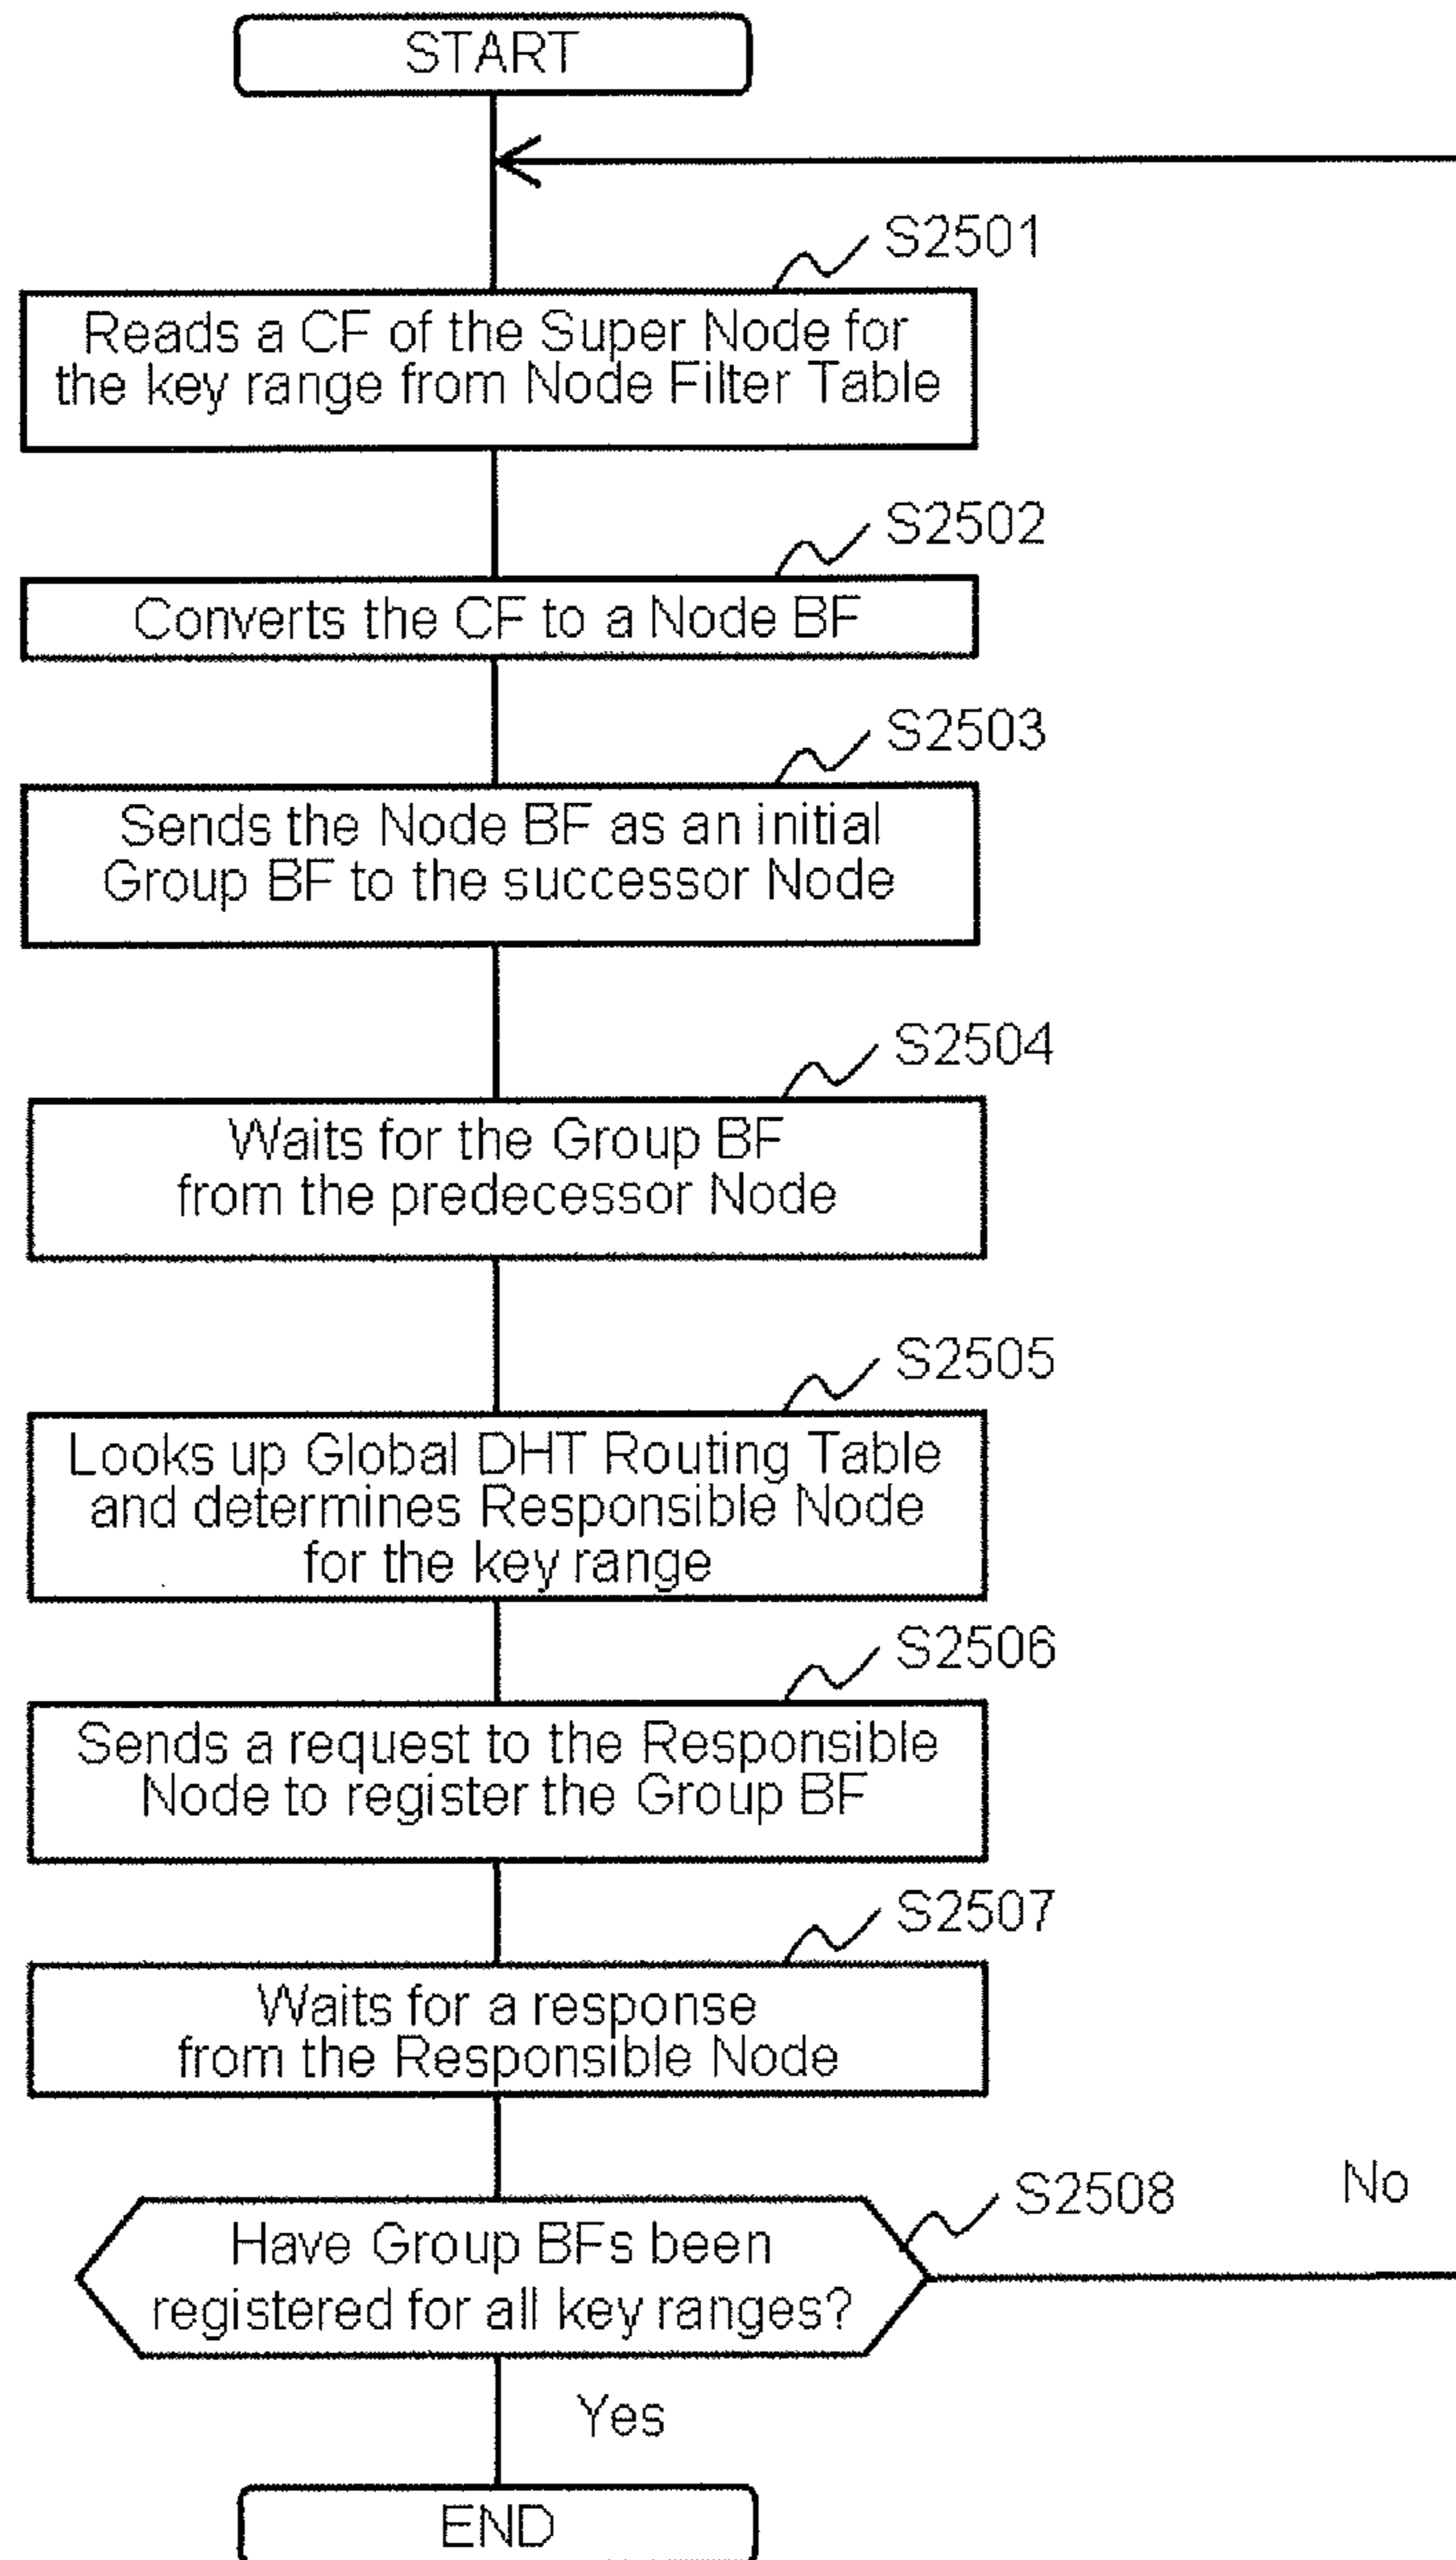 START
S2501
Reads a CF of the Super Node for
the key range from Node Filter Table
S2502
Converts the CF to a Node BF
S2503
Sends the Node BF as an initial
Group BF to the successor Node
S2504
Waits for the Group BF
from the predecessor Node
S2505
Looks up Global DHT Routing Table
and determines Responsible Node
for the key range
S2506
Sends a request to the Responsible
Node to register the Group BF
S2507
Waits for a response
from the Responsible Node
S2508
No
Have Group BFs been
registered for all key ranges?
Yes
END